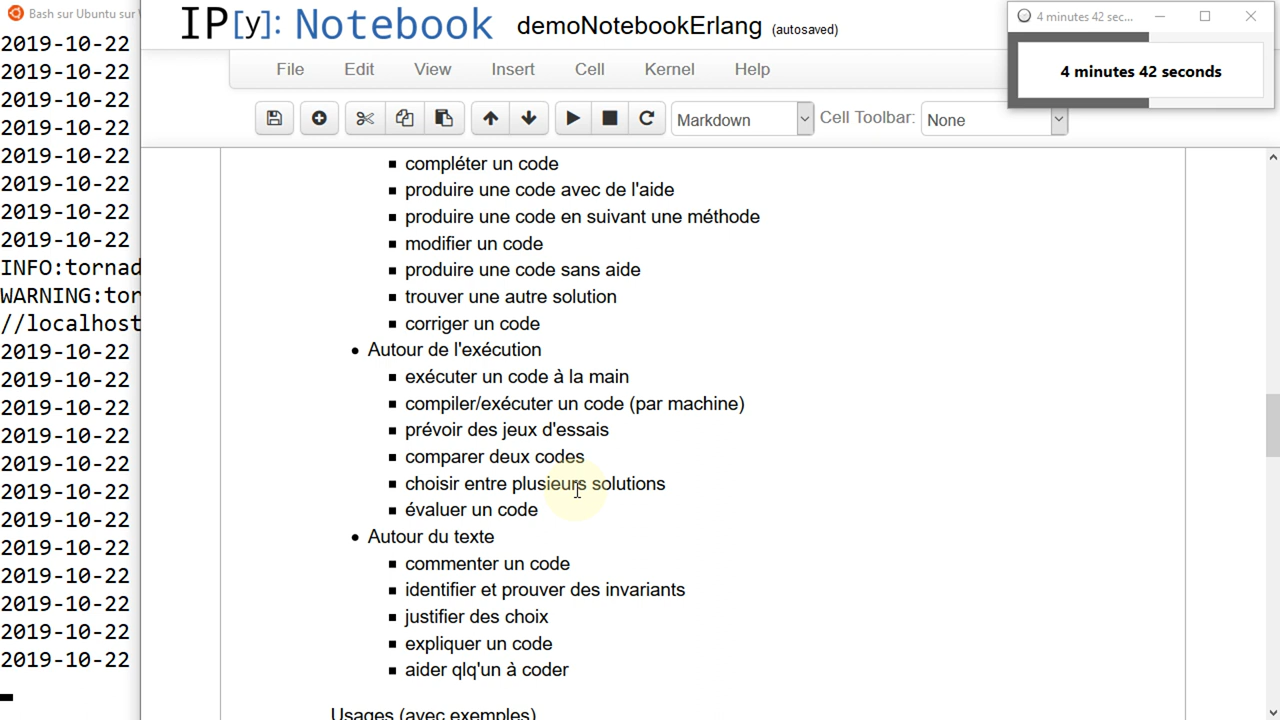 Bash sur Ubuntu sur
2019-10-22
2019-10-22
2019-10-22
2019-10-22
2019-10-22
2019-10-22
2019-10-22
2019-10-22
INFO:tornad
WARNING:tor
//localhost
2019-10-22
2019-10-22
2019-10-22
2019-10-22
2019-10-22
2019-10-22
2019-10-22
2019-10-22
2019-10-22
2019-10-22
2019-10-22
2019-10-22
IP[y]: Notebook demoNotebookErlang (autosaved)
4 minutes 42 sec...
4 minutes 42 seconds
File Edit View Insert Cell Kernel Help
Markdown Cell Toolbar: None
compléter un code
produire une code avec de l'aide
produire une code en suivant une méthode
modifier un code
produire une code sans aide
trouver une autre solution
corriger un code
Autour de l'exécution
exécuter un code à la main
compiler/exécuter un code (par machine)
prévoir des jeux d'essais
comparer deux codes
choisir entre plusieurs solutions
évaluer un code
Autour du texte
commenter un code
identifier et prouver des invariants
justifier des choix
expliquer un code
aider qlq'un à coder
Usages (avec exemples)